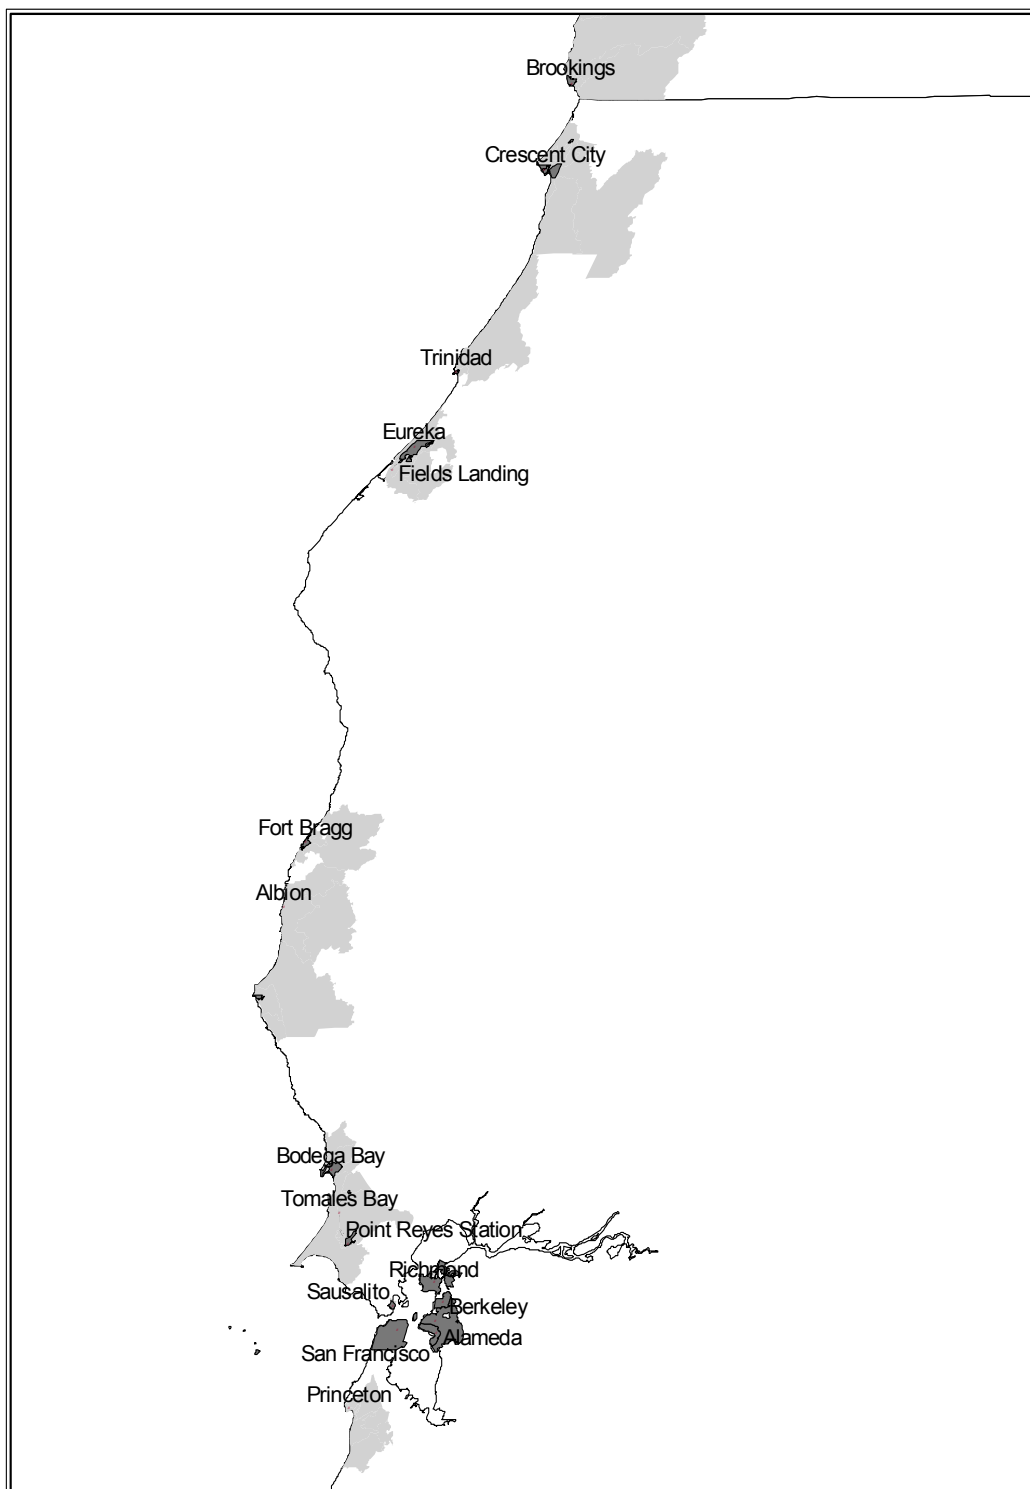 Brookings
Crescent City
Trinidad
Eureka
Fields Landing
Fort Bragg
Albion
Bodega Bay
Tomales Bay
Point Reyes Station
Richmond
Sausalito
Berkeley
Alameda
San Francisco
Princeton